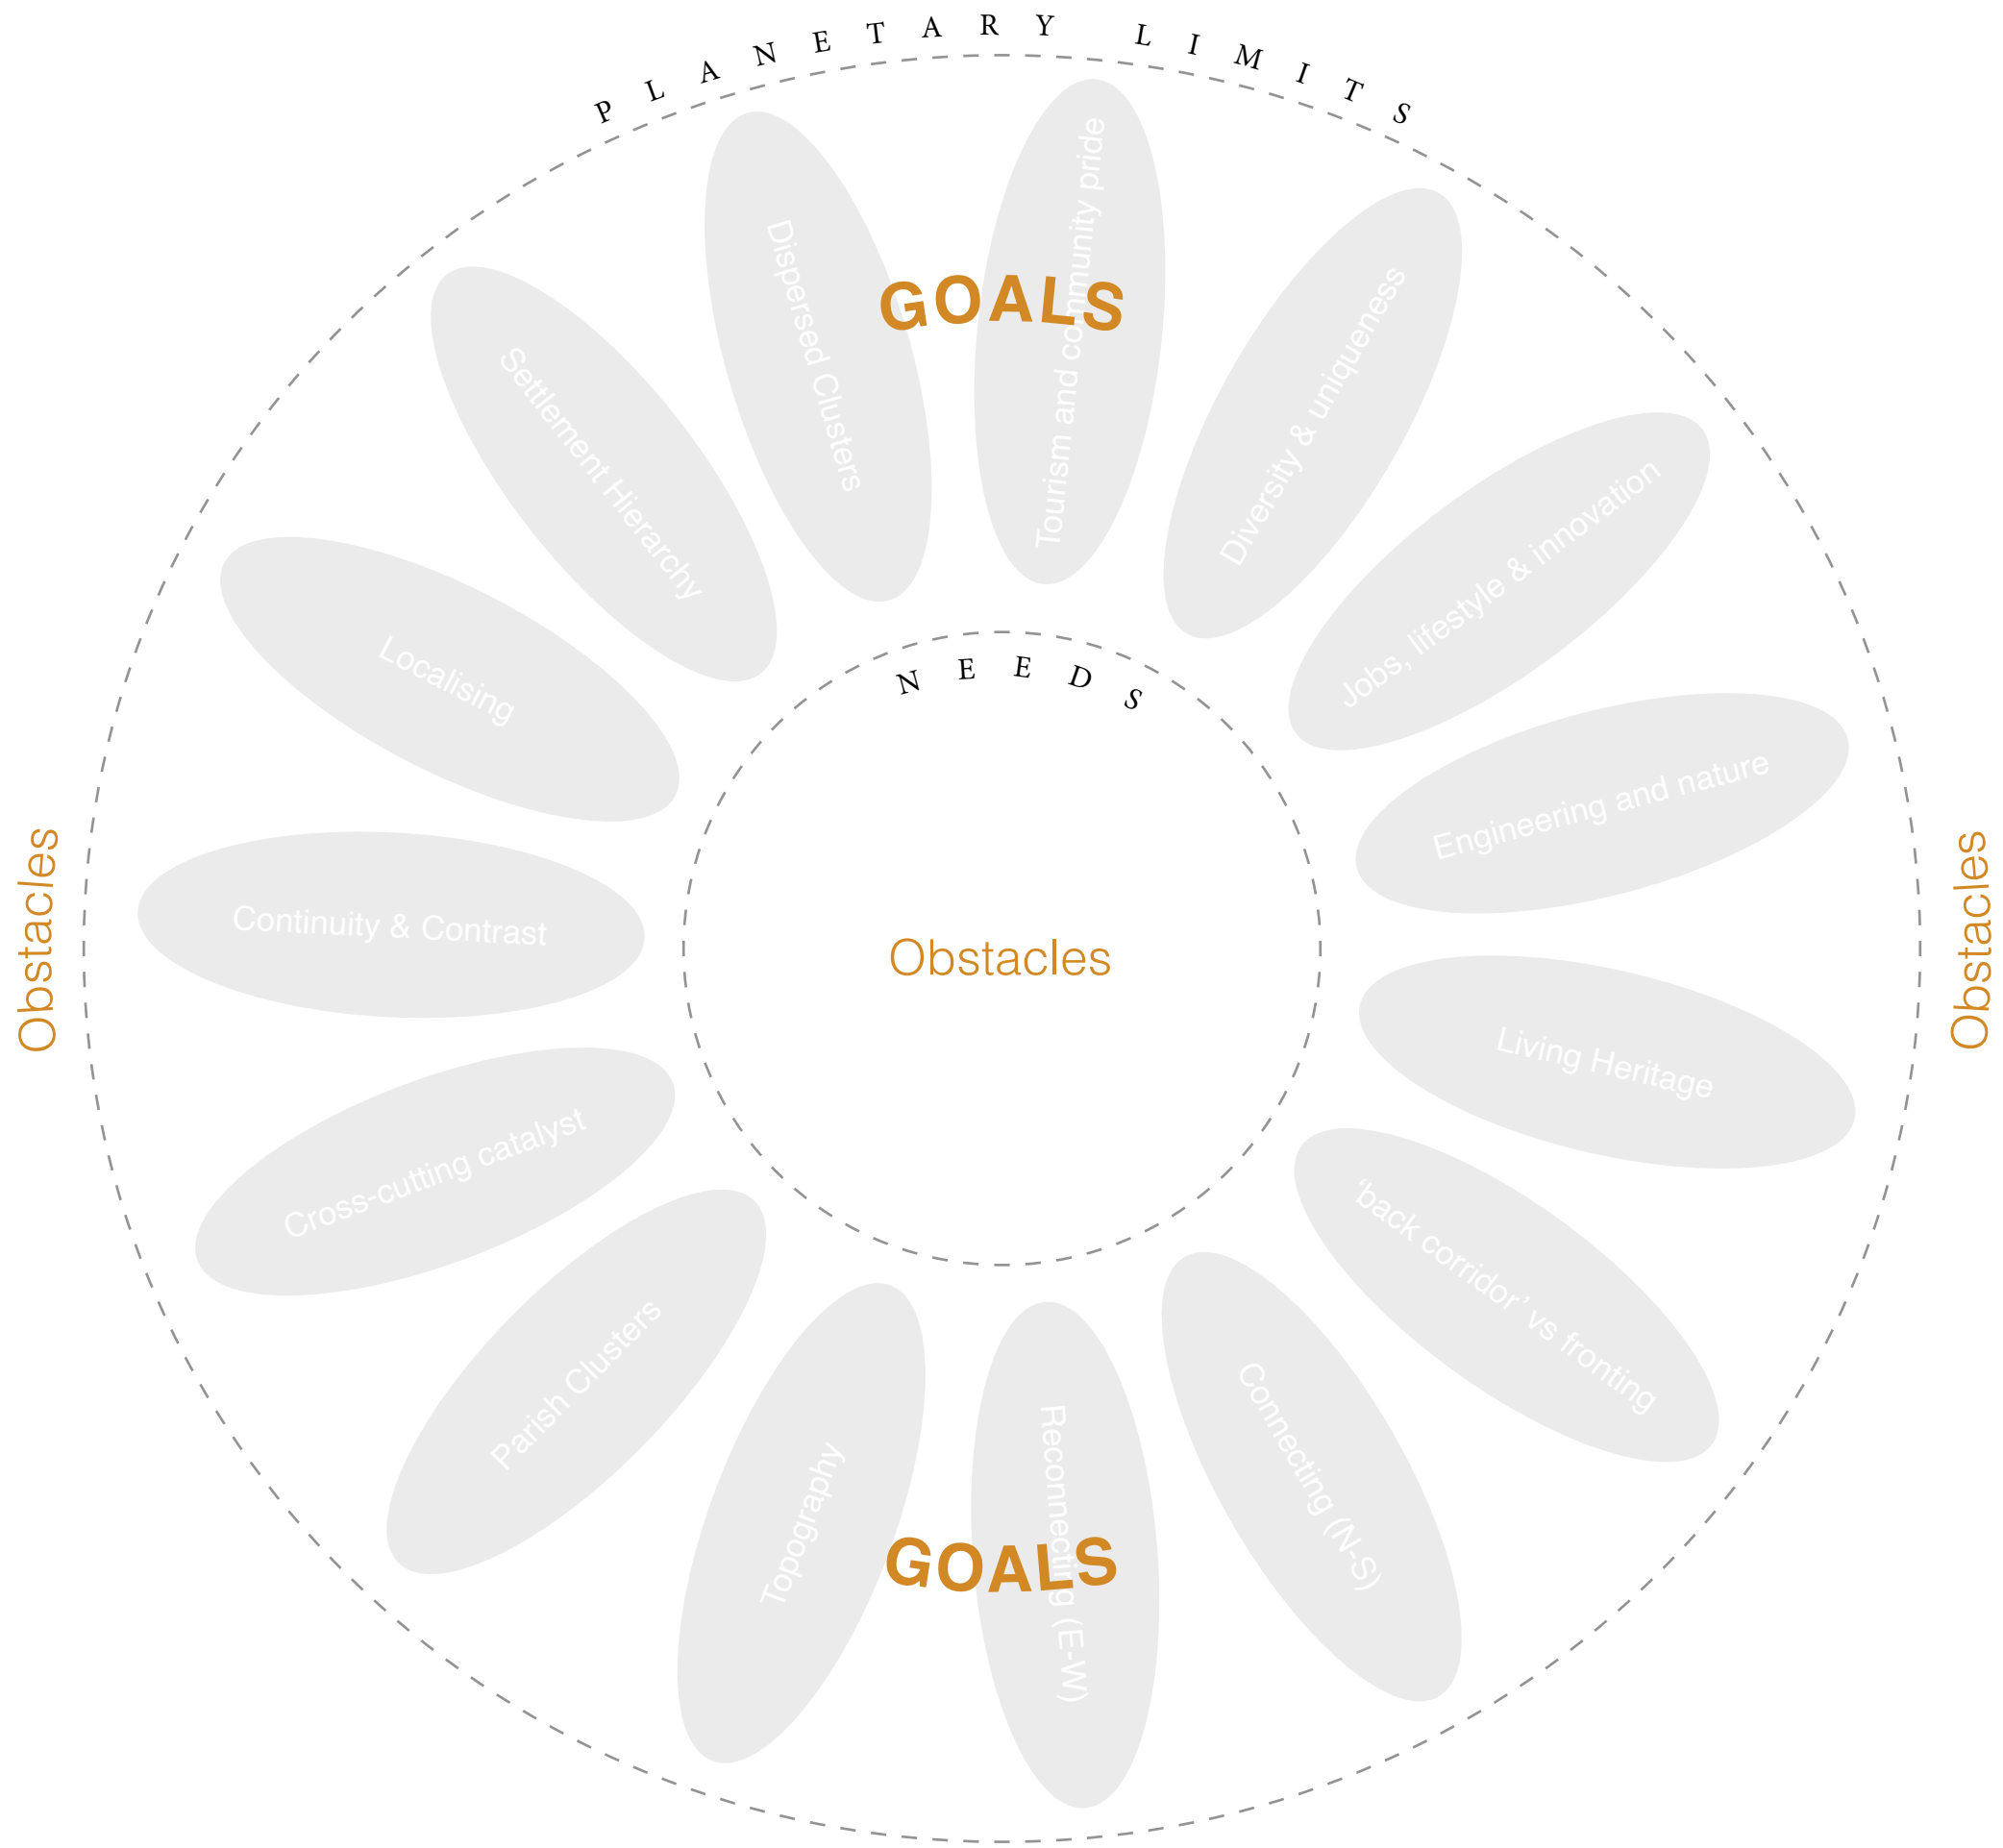 PLANETARY LIMITS
GOALS
Tourism and community pride
Diversity & uniqueness
Jobs, lifestyle & innovation
Engineering and nature
Living Heritage
‘back corridor’ vs fronting
Connecting (N-S)
Reconnecting (E-W)
GOALS
Topography
Parish Clusters
Cross-cutting catalyst
Continuity & Contrast
Localising
Settlement Hierarchy
Dispersed Clusters
NEEDS
Obstacles
Obstacles
Obstacles